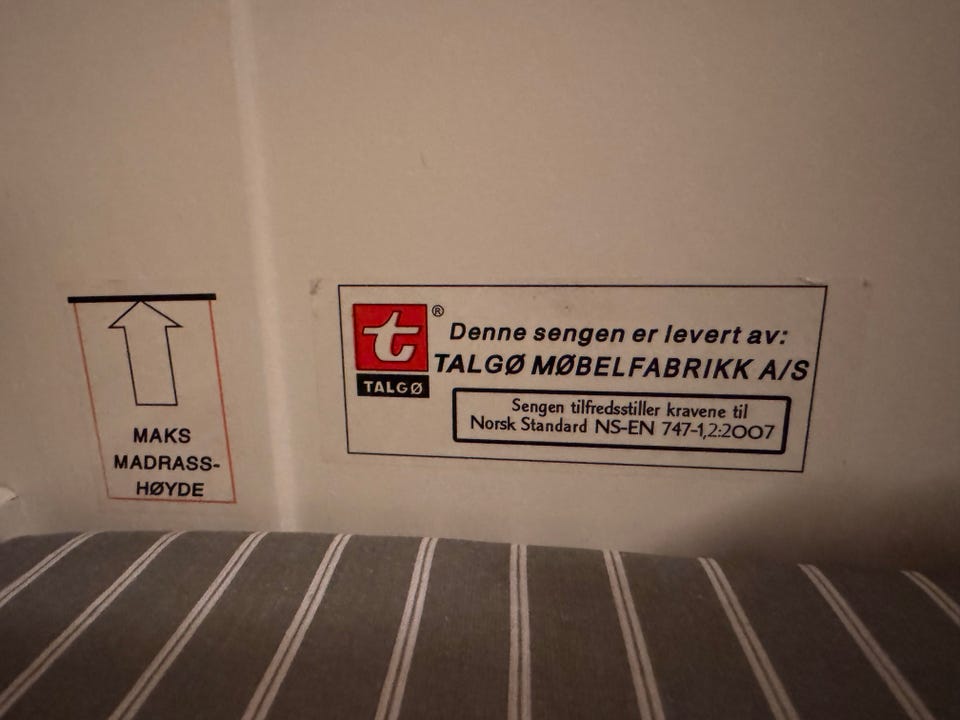 MAKS
MADRASS-
HØYDE
t ®
TALGØ
Denne sengen er levert av:
TALGØ MØBELFABRIKK A/S
Sengen tilfredsstiller kravene til
Norsk Standard NS-EN 747-1,2:2007